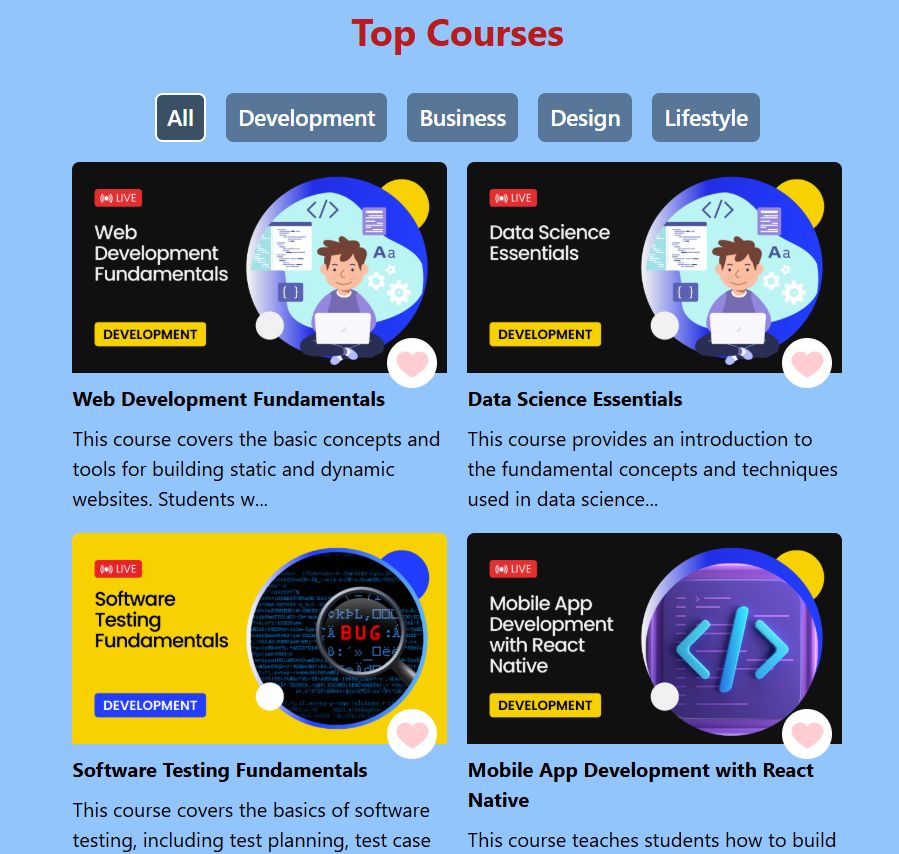 Top Courses
All Development Business Design Lifestyle
LIVE
Web
Development
Fundamentals
DEVELOPMENT
</>
Aa
{ }
LIVE
Data Science
Essentials
DEVELOPMENT
</>
Aa
{ }
Web Development Fundamentals
This course covers the basic concepts and
tools for building static and dynamic
websites. Students w...
Data Science Essentials
This course provides an introduction to
the fundamental concepts and techniques
used in data science...
LIVE
Software
Testing
Fundamentals
DEVELOPMENT
BUG
LIVE
Mobile App
Development
with React
Native
DEVELOPMENT
</>
Software Testing Fundamentals
This course covers the basics of software
testing, including test planning, test case
Mobile App Development with React
Native
This course teaches students how to build